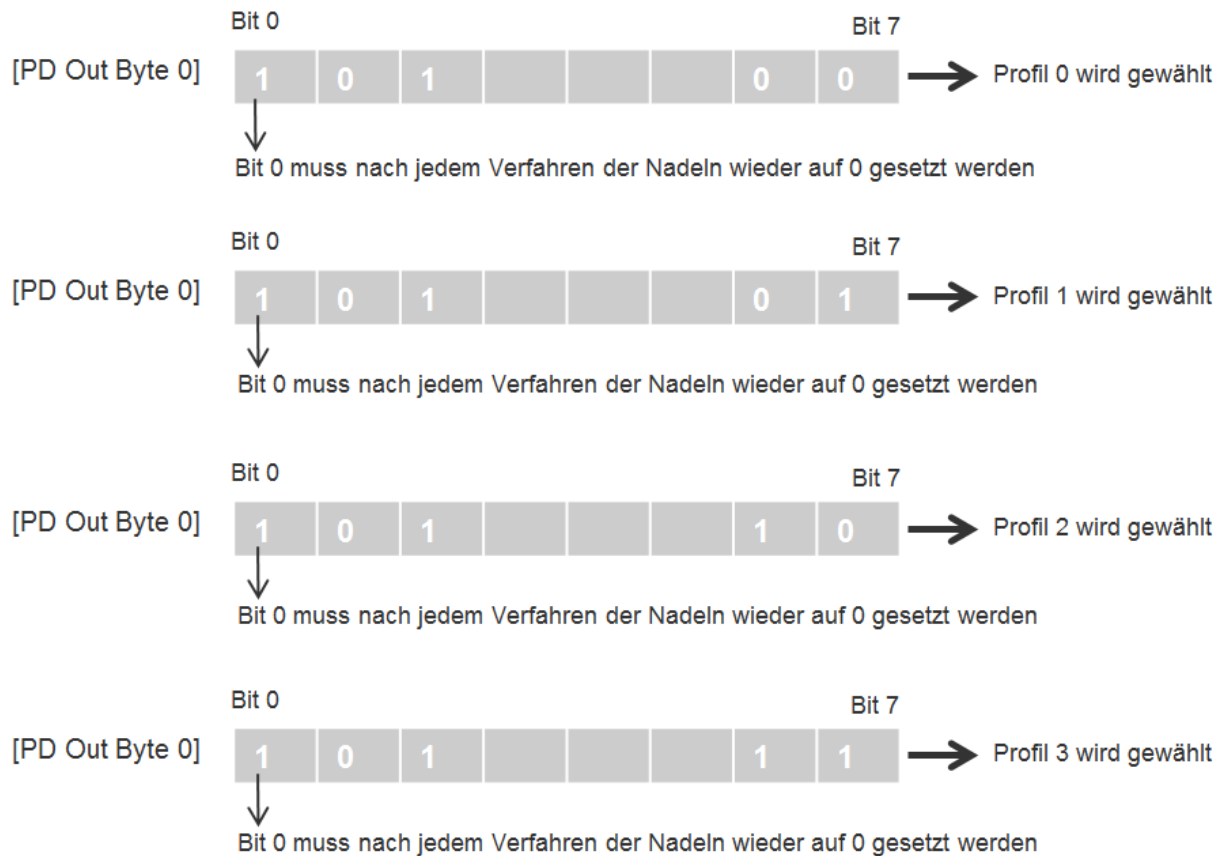 Bit 0 Bit 7
[PD Out Byte 0] 1 0 1 0 0 Profil 0 wird gewählt
Bit 0 muss nach jedem Verfahren der Nadeln wieder auf 0 gesetzt werden
Bit 0 Bit 7
[PD Out Byte 0] 1 0 1 0 1 Profil 1 wird gewählt
Bit 0 muss nach jedem Verfahren der Nadeln wieder auf 0 gesetzt werden
Bit 0 Bit 7
[PD Out Byte 0] 1 0 1 1 0 Profil 2 wird gewählt
Bit 0 muss nach jedem Verfahren der Nadeln wieder auf 0 gesetzt werden
Bit 0 Bit 7
[PD Out Byte 0] 1 0 1 1 1 Profil 3 wird gewählt
Bit 0 muss nach jedem Verfahren der Nadeln wieder auf 0 gesetzt werden